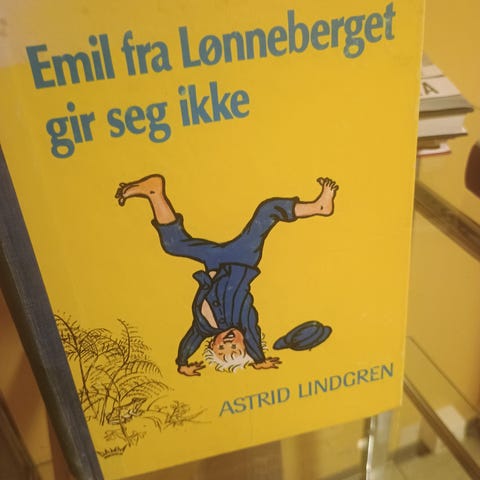 Emil fra Lønneberget
gir seg ikke
ASTRID LINDGREN